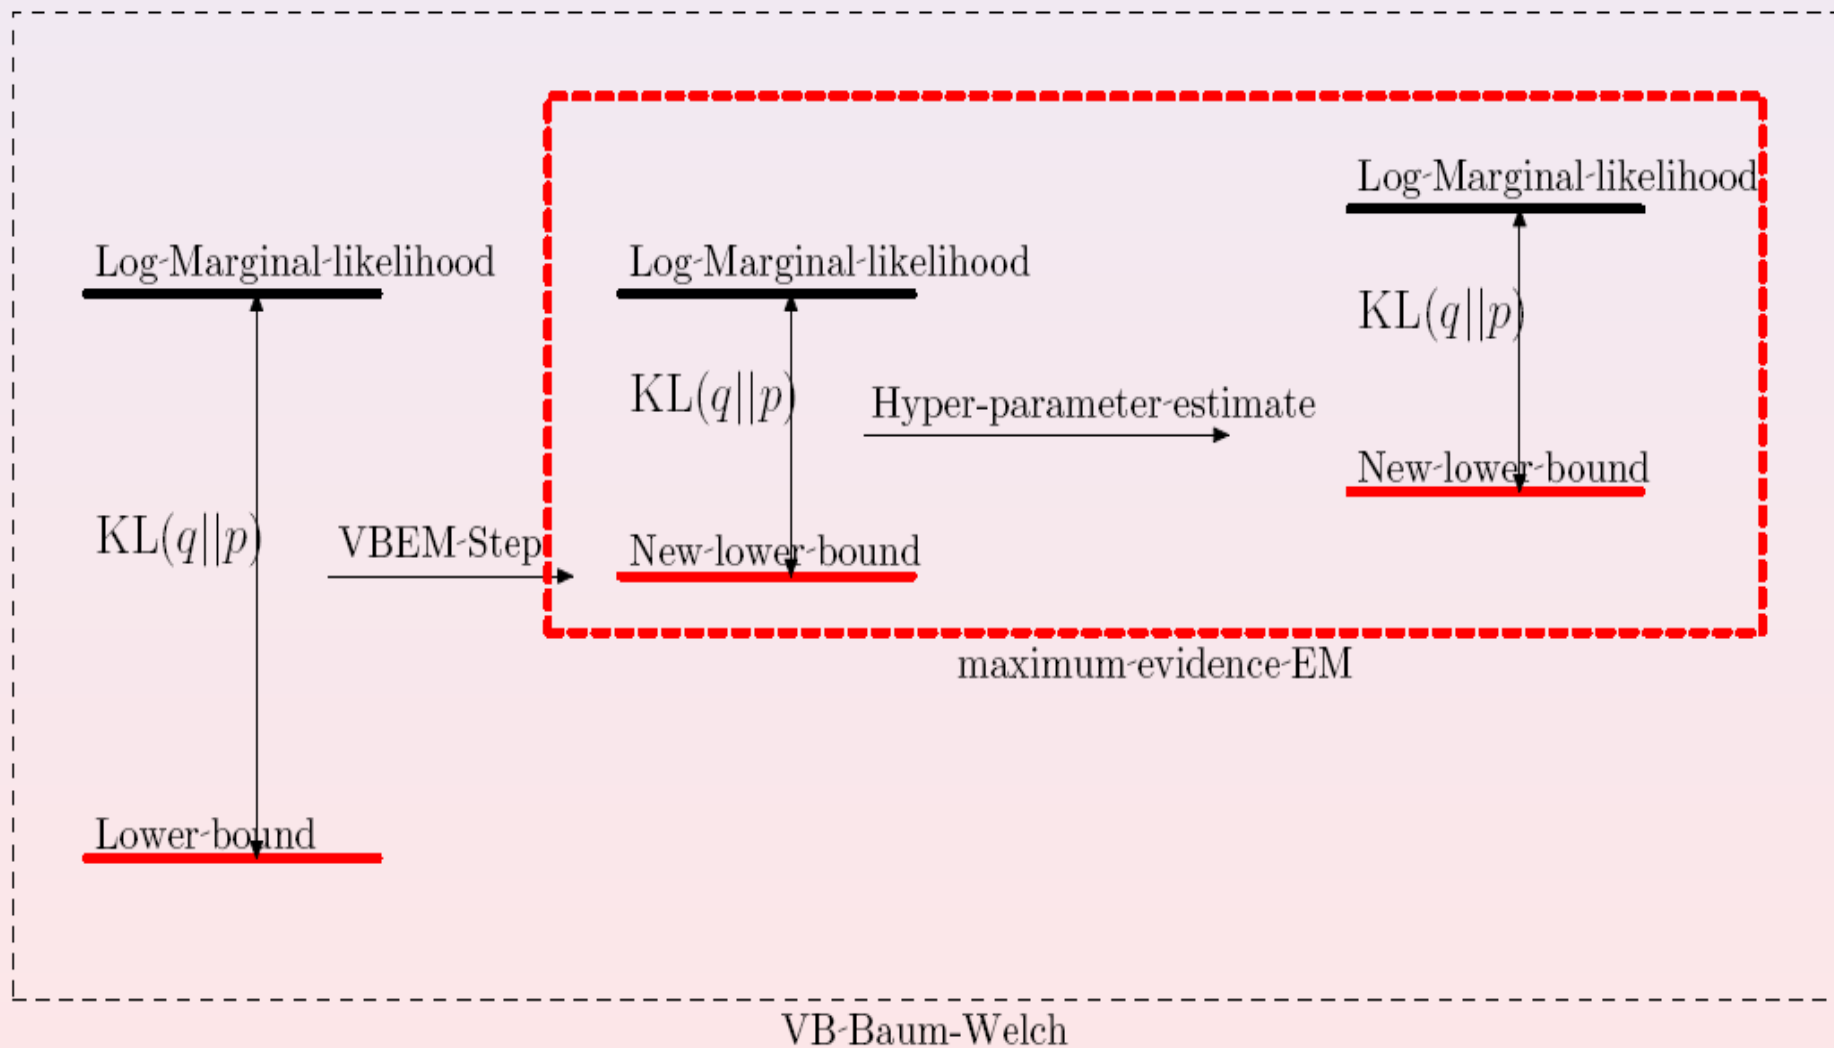 Log-Marginal-likelihood
Log-Marginal-likelihood
Log-Marginal-likelihood
KL(q||p)
KL(q||p)
Hyper-parameter-estimate
New-lower-bound
KL(q||p)
VBEM-Step
New-lower-bound
maximum-evidence-EM
Lower-bound
VB-Baum-Welch